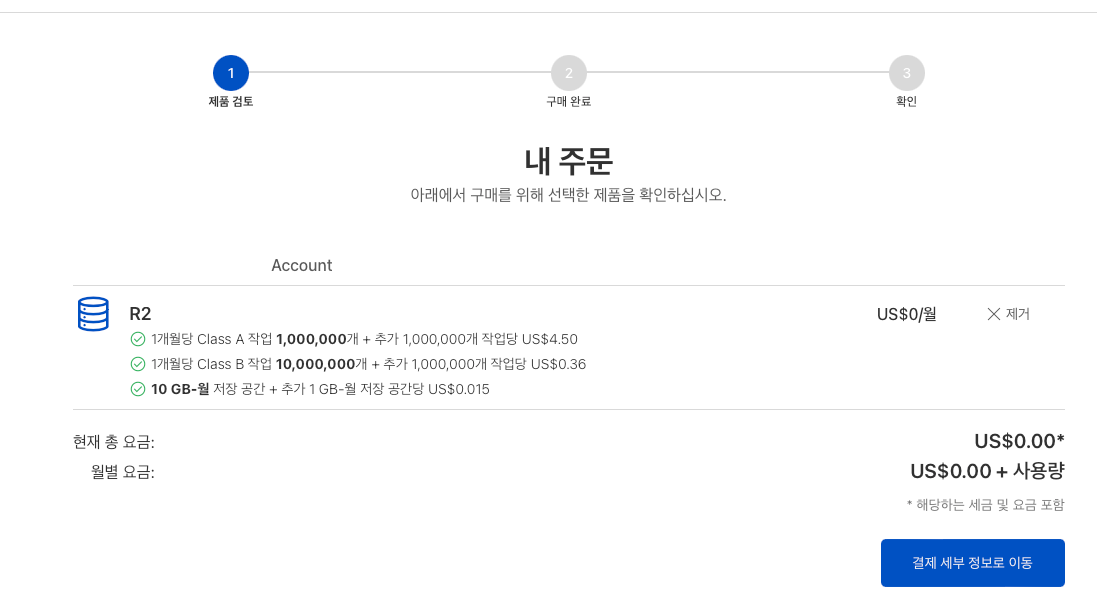 1
2
3
제품 검토
구매 완료
확인
내 주문
아래에서 구매를 위해 선택한 제품을 확인하십시오.
Account
R2
US$0/월
제거
1개월당 Class A 작업 1,000,000개 + 추가 1,000,000개 작업당 US$4.50
1개월당 Class B 작업 10,000,000개 + 추가 1,000,000개 작업당 US$0.36
10 GB-월 저장 공간 + 추가 1 GB-월 저장 공간당 US$0.015
현재 총 요금: US$0.00*
월별 요금: US$0.00 + 사용량
* 해당하는 세금 및 요금 포함
결제 세부 정보로 이동